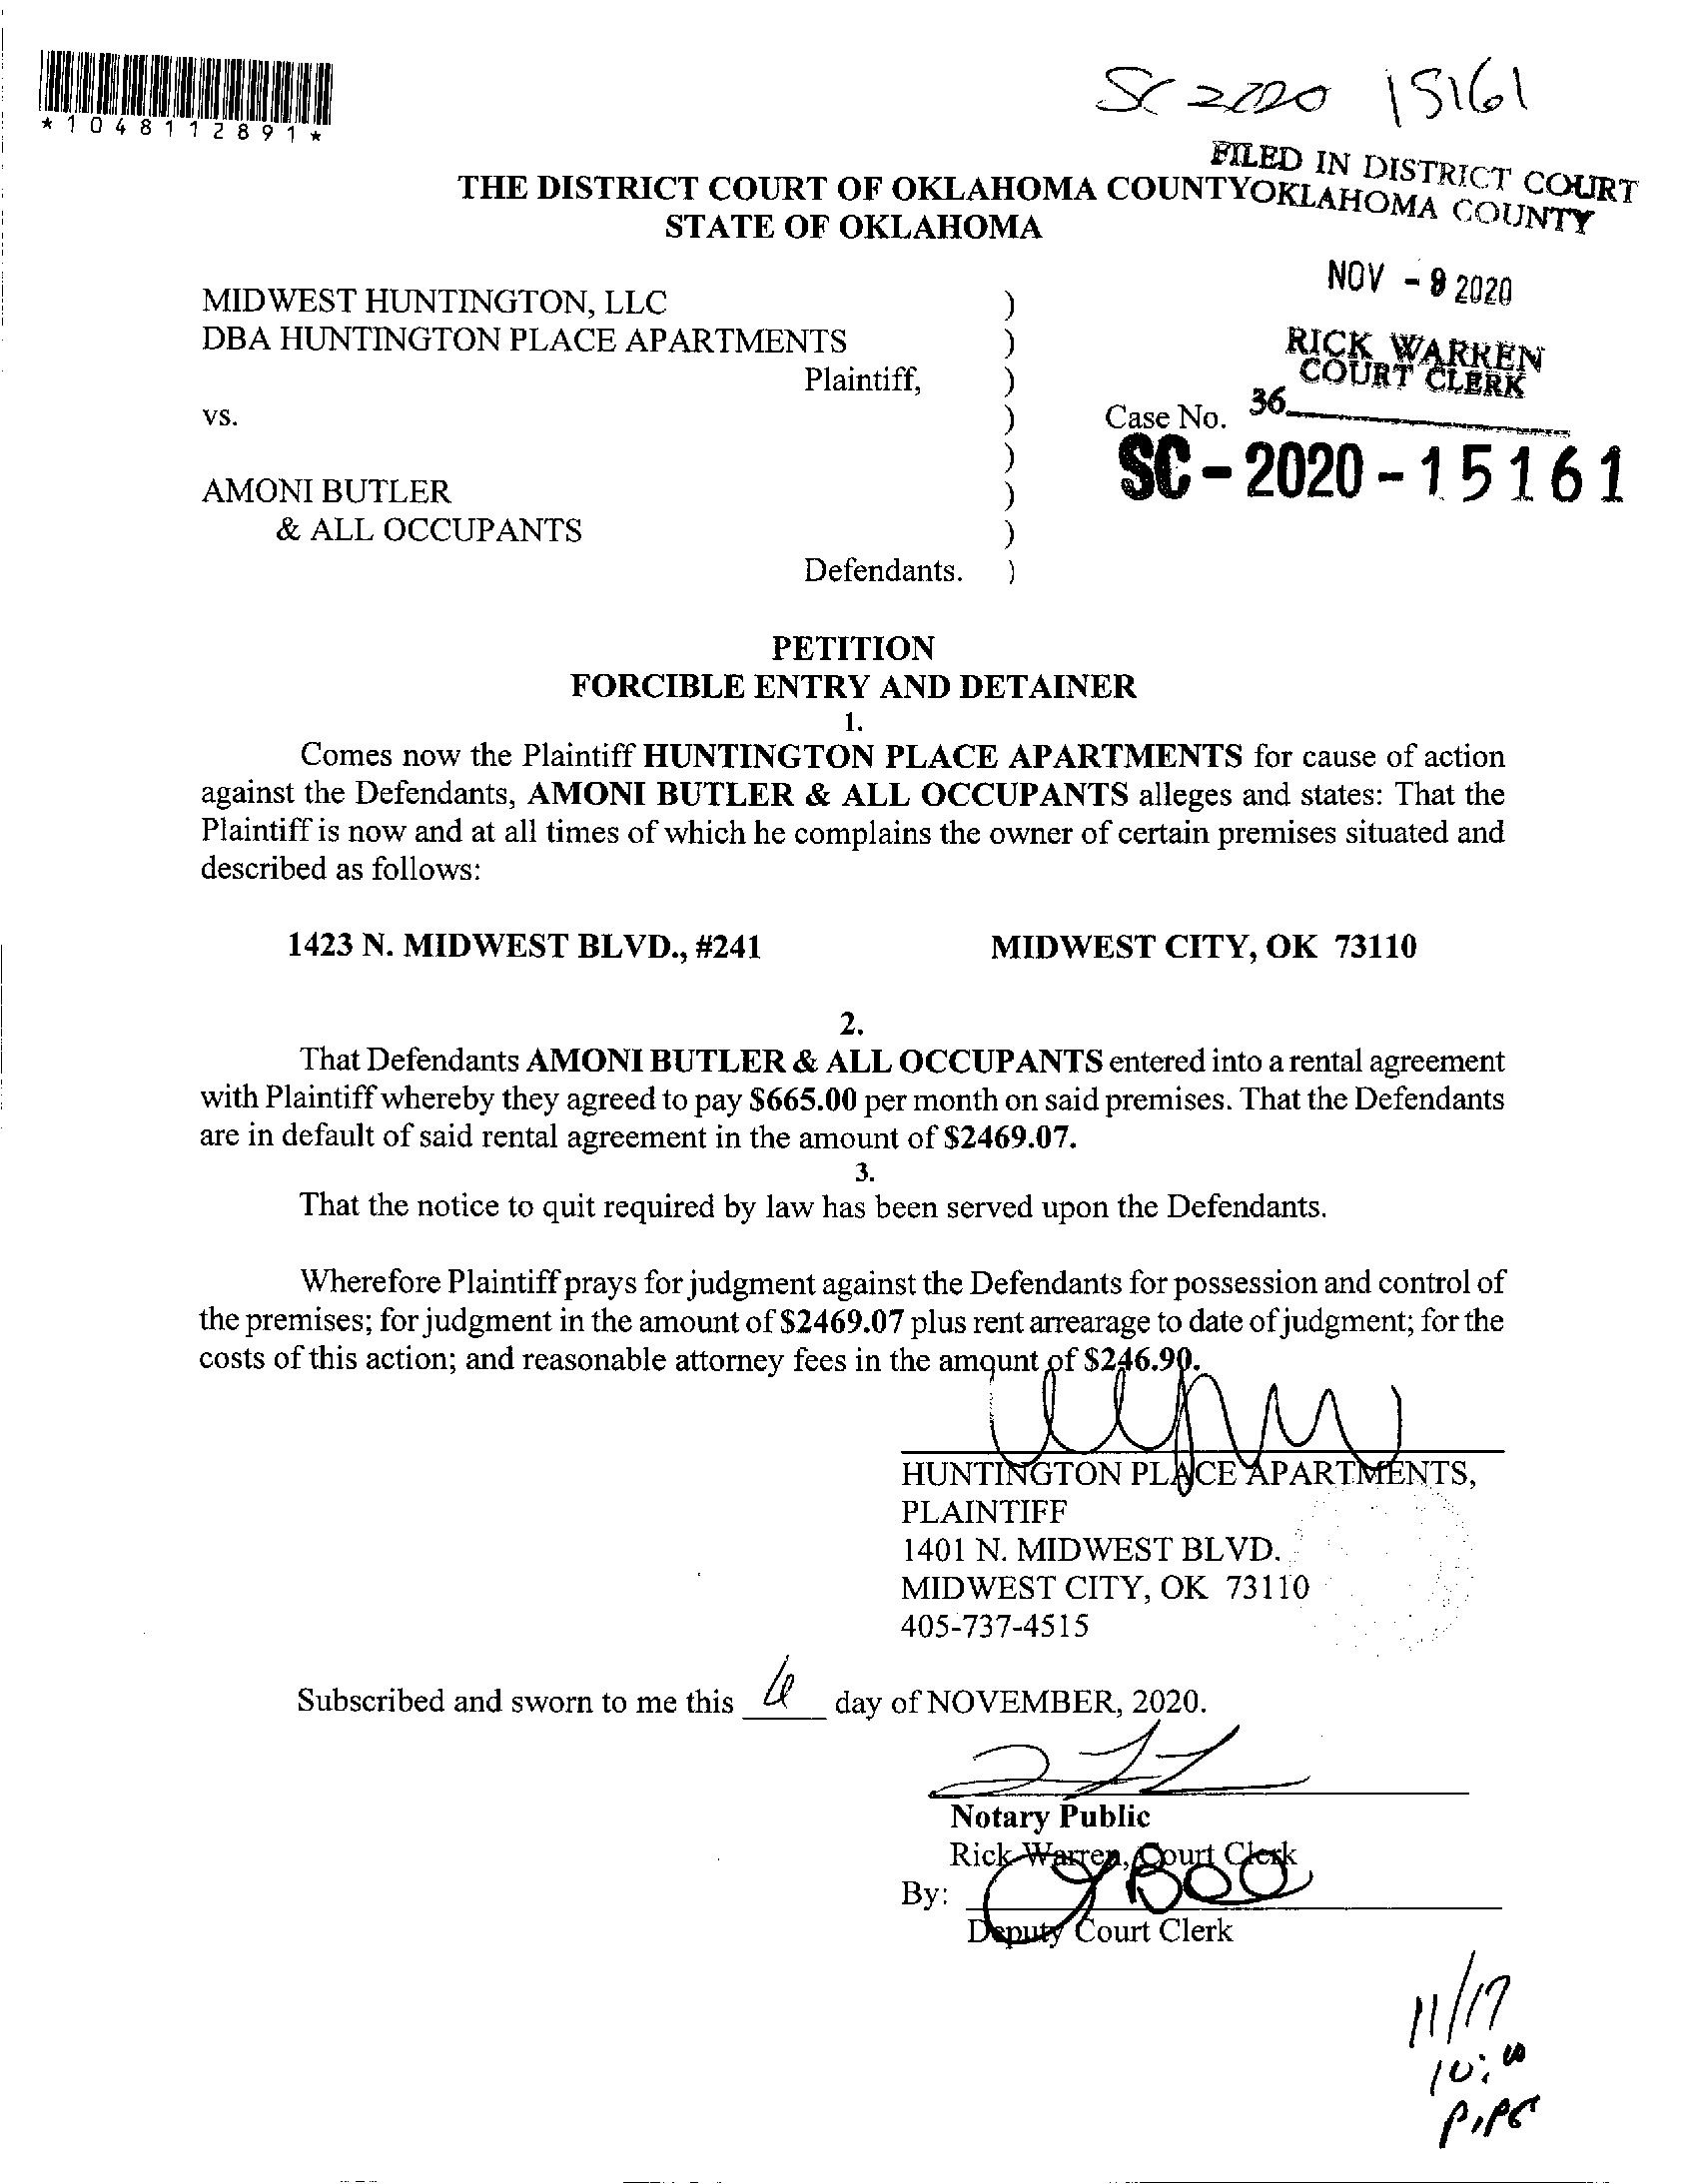 SC 2020 15161
*1048112891*
FILED IN DISTRICT COURT
OKLAHOMA COUNTY
THE DISTRICT COURT OF OKLAHOMA COUNTY
STATE OF OKLAHOMA
NOV - 9 2020
MIDWEST HUNTINGTON, LLC )
DBA HUNTINGTON PLACE APARTMENTS )
RICK WARREN
COURT CLERK
Plaintiff, )
36
vs. ) Case No.
)
SC - 2020 - 15161
AMONI BUTLER )
& ALL OCCUPANTS )
Defendants. )
PETITION
FORCIBLE ENTRY AND DETAINER
1.
Comes now the Plaintiff HUNTINGTON PLACE APARTMENTS for cause of action
against the Defendants, AMONI BUTLER & ALL OCCUPANTS alleges and states: That the
Plaintiff is now and at all times of which he complains the owner of certain premises situated and
described as follows:
1423 N. MIDWEST BLVD., #241 MIDWEST CITY, OK 73110
2.
That Defendants AMONI BUTLER & ALL OCCUPANTS entered into a rental agreement
with Plaintiff whereby they agreed to pay $665.00 per month on said premises. That the Defendants
are in default of said rental agreement in the amount of $2469.07.
3.
That the notice to quit required by law has been served upon the Defendants.
Wherefore Plaintiff prays for judgment against the Defendants for possession and control of
the premises; for judgment in the amount of $2469.07 plus rent arrearage to date of judgment; for the
costs of this action; and reasonable attorney fees in the amount of $246.90.
HUNTINGTON PLACE APARTMENTS,
PLAINTIFF
1401 N. MIDWEST BLVD.
MIDWEST CITY, OK 73110
405-737-4515
Subscribed and sworn to me this 6 day of NOVEMBER, 2020.
Notary Public
Rick Warren, Court Clerk
By:
Deputy Court Clerk
11/17
10:00